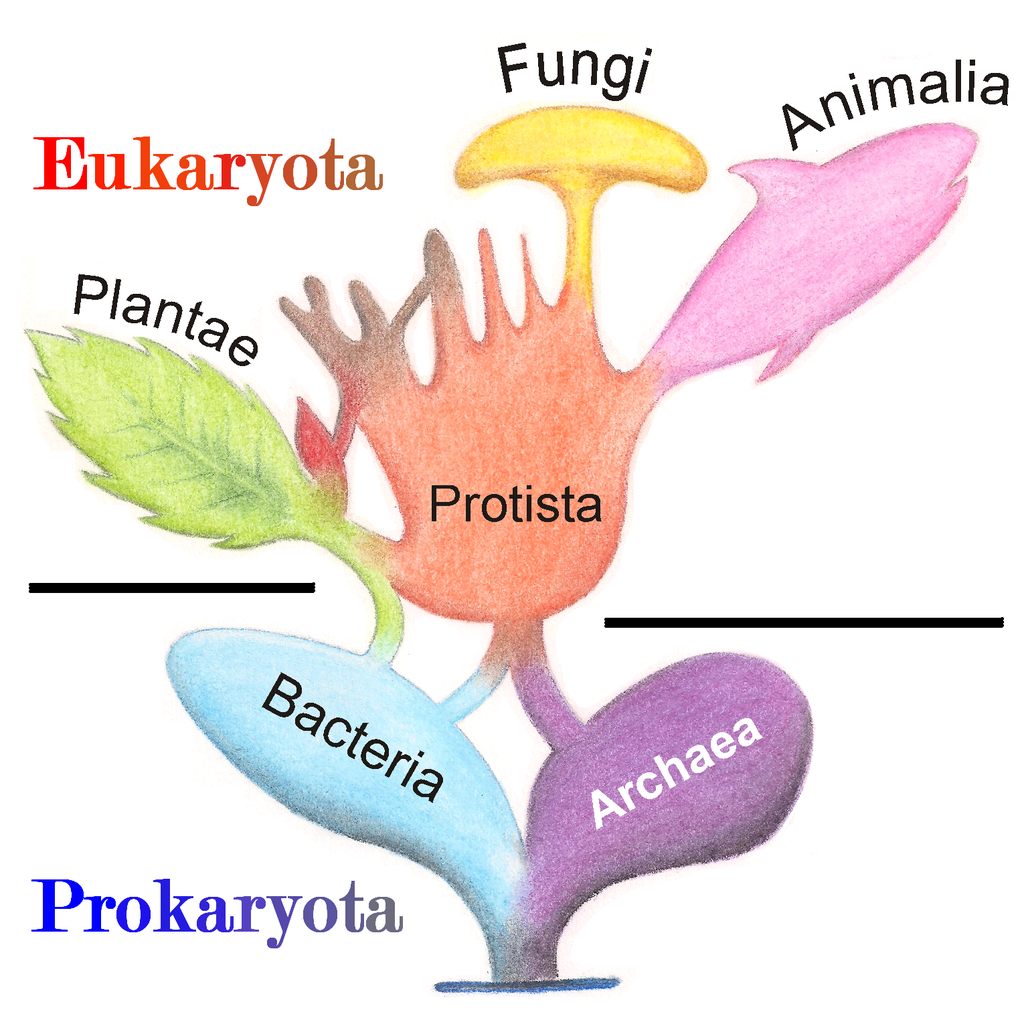 Fungi
Animalia
Eukaryota
Plantae
Protista
Bacteria
Archaea
Prokaryota